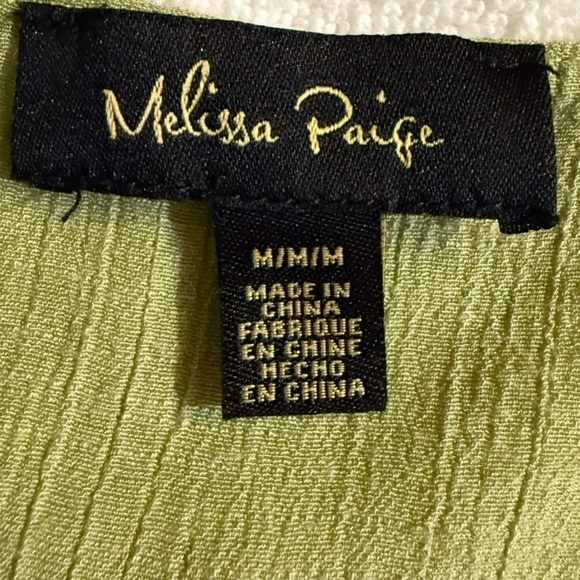 Melissa Paige
M/M/M
MADE IN
CHINA
FABRIQUE
EN CHINE
HECHO
EN CHINA